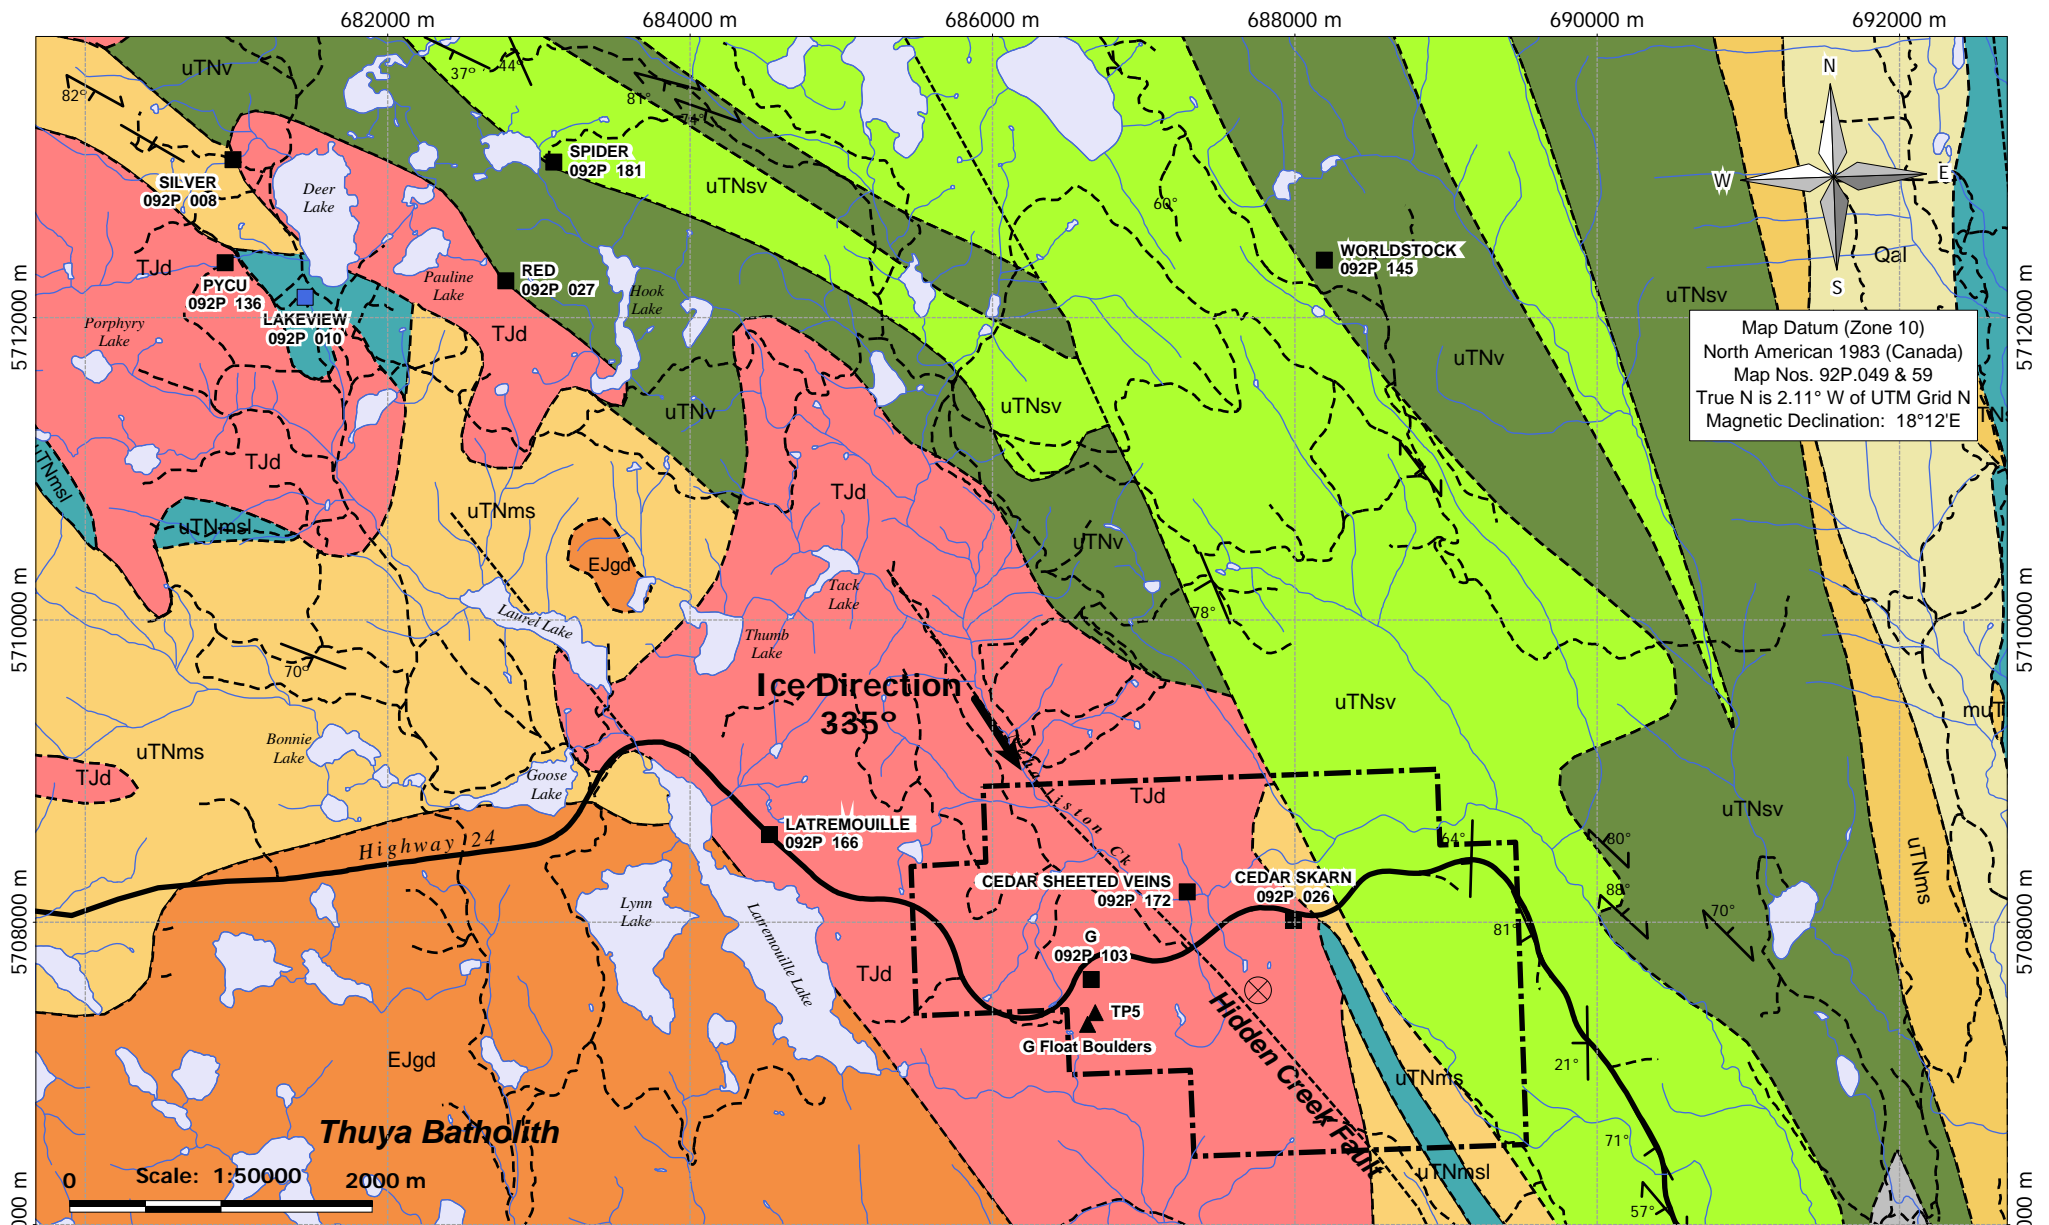 682000 m
684000 m
686000 m
688000 m
690000 m
692000 m
uTNv
37°
44°
82°
81°
74°
SPIDER
092P 181
SILVER
092P 008
Deer
Lake
uTNsv
60°
N
W
E
S
Qal
WORLDSTOCK
092P 145
TJd
PYCU
092P 136
Pauline
Lake
RED
092P 027
Hook
Lake
uTNsv
5712000 m
5712000 m
LAKEVIEW
092P 010
Porphyry
Lake
TJd
uTNv
Map Datum (Zone 10)
North American 1983 (Canada)
Map Nos. 92P.049 & 59
True N is 2.11° W of UTM Grid N
Magnetic Declination: 18°12'E
uTNv
uTNsv
TJd
uTNmsl
TJd
uTNms
uTNmsl
uTNv
EJgd
Tack
Lake
78°
5710000 m
5710000 m
Laurel Lake
Thumb
Lake
70°
Ice Direction
335°
uTNsv
muT
uTNms
Bonnie
Lake
Goose
Lake
TJd
TJd
uTNsv
Liston Ck
LATREMOUILLE
092P 166
Highway 24
64°
80°
uTNms
CEDAR SHEETED VEINS
092P 172
CEDAR SKARN
092P 026
88°
70°
Lynn
Lake
Latremouille Lake
81°
5708000 m
5708000 m
G
092P 103
TJd
TP5
G Float Boulders
Hidden Creek Fault
21°
EJgd
uTNms
Thuya Batholith
71°
uTNmsl
0
Scale: 1:50000
2000 m
57°
000 m
000 m